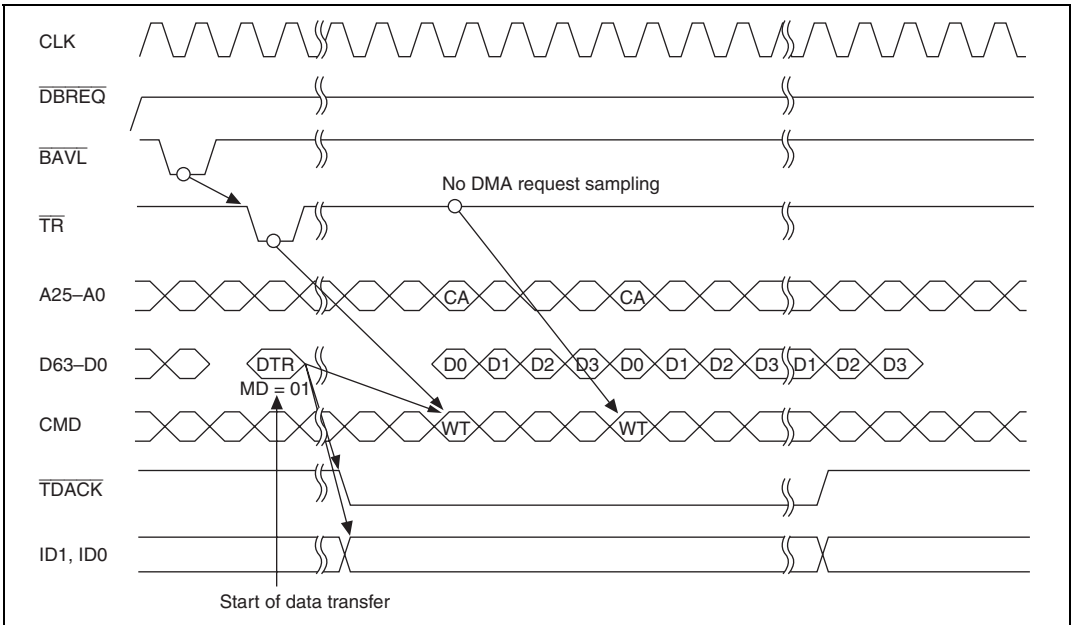 CLK
DBREQ
BAVL
No DMA request sampling
TR
A25–A0 CA CA
D63–D0 DTR D0 D1 D2 D3 D0 D1 D2 D3 D1 D2 D3
MD = 01
CMD WT WT
TDACK
ID1, ID0
Start of data transfer